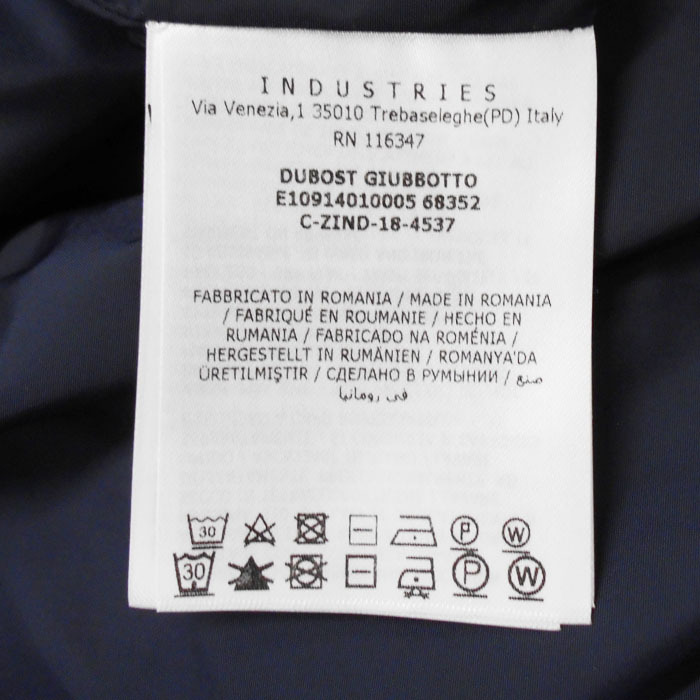 INDUSTRIES
Via Venezia,1 35010 Trebaseleghe(PD) Italy
RN 116347
DUBOST GIUBBOTTO
E10914010005 68352
C-ZIND-18-4537
FABBRICATO IN ROMANIA / MADE IN ROMANIA
/ FABRIQUÉ EN ROUMANIE / HECHO EN
RUMANIA / FABRICADO NA ROMÉNIA /
HERGESTELLT IN RUMÄNIEN / ROMANYA'DA
ÜRETILMIŞTIR / СДЕЛАНО В РУМЫНИИ / صنع
في رومانيا
30 P W
30 P W